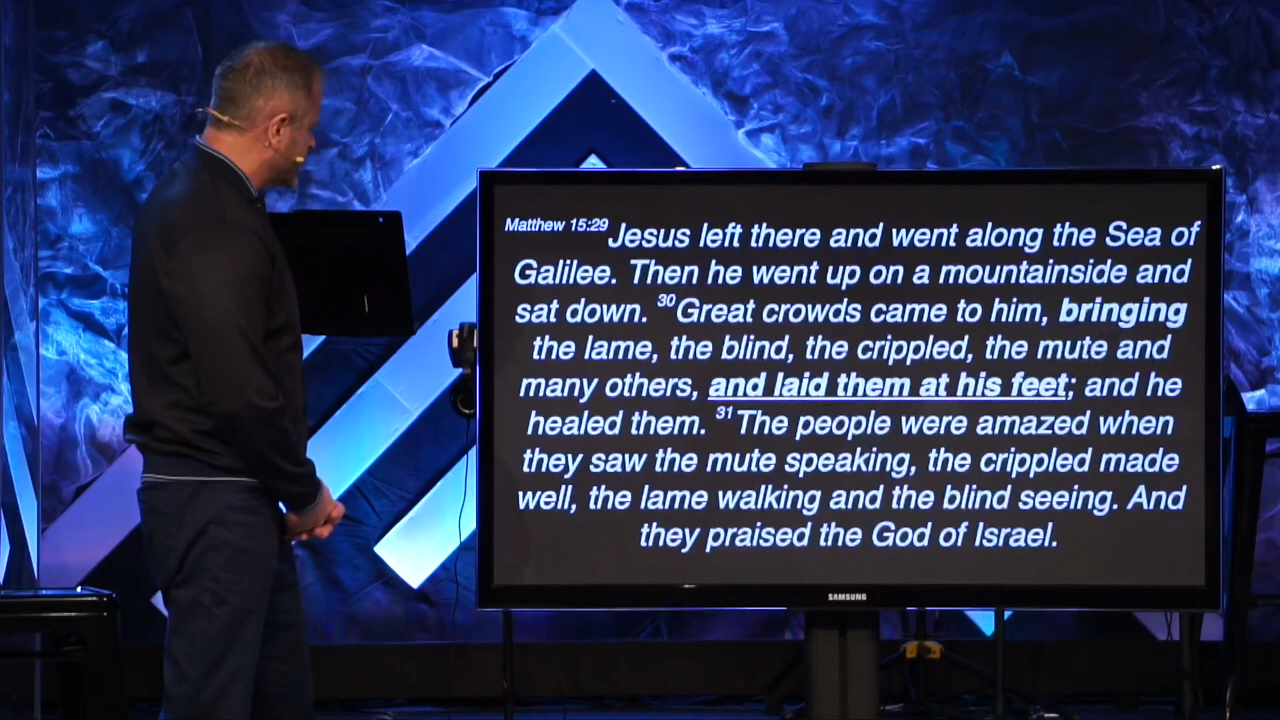 Matthew 15:29 Jesus left there and went along the Sea of
Galilee. Then he went up on a mountainside and
sat down. 30 Great crowds came to him, bringing
the lame, the blind, the crippled, the mute and
many others, and laid them at his feet; and he
healed them. 31 The people were amazed when
they saw the mute speaking, the crippled made
well, the lame walking and the blind seeing. And
they praised the God of Israel.
SAMSUNG